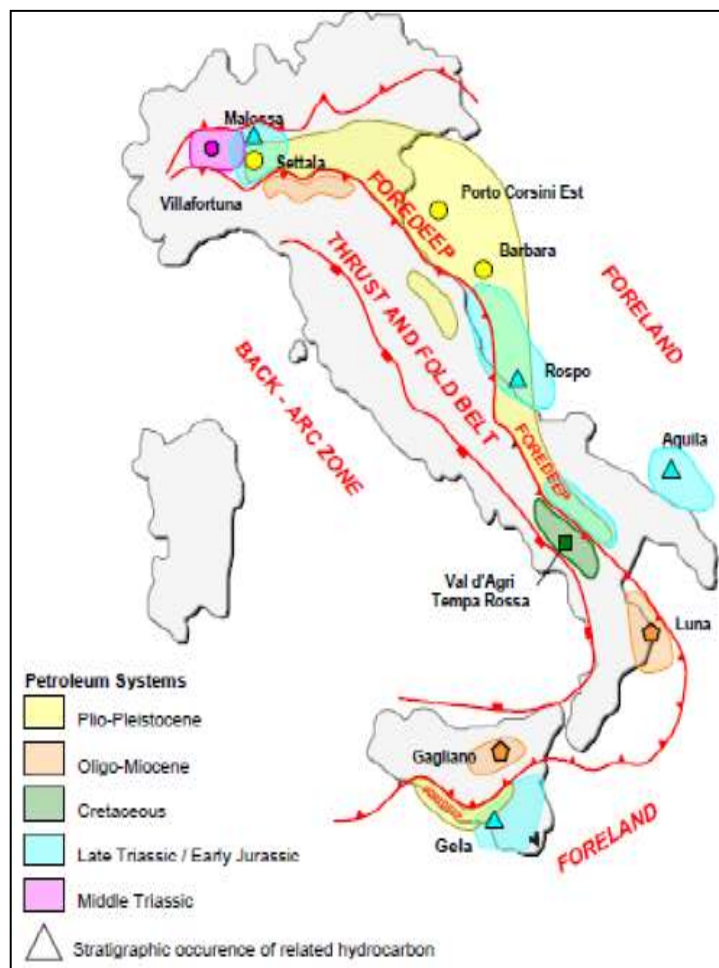 Malossa
Settala
Villafortuna
Porto Corsini Est
Barbara
FOREDEEP
THRUST AND FOLD BELT
BACK - ARC ZONE
FORELAND
Rospo
Aquila
FOREDEEP
Val d'Agri
Tempa Rossa
Luna
Petroleum Systems
Plio-Pleistocene
Oligo-Miocene
Cretaceous
Late Triassic / Early Jurassic
Middle Triassic
Stratigraphic occurence of related hydrocarbon
Gagliano
FOREDEEP
Gela
FORELAND